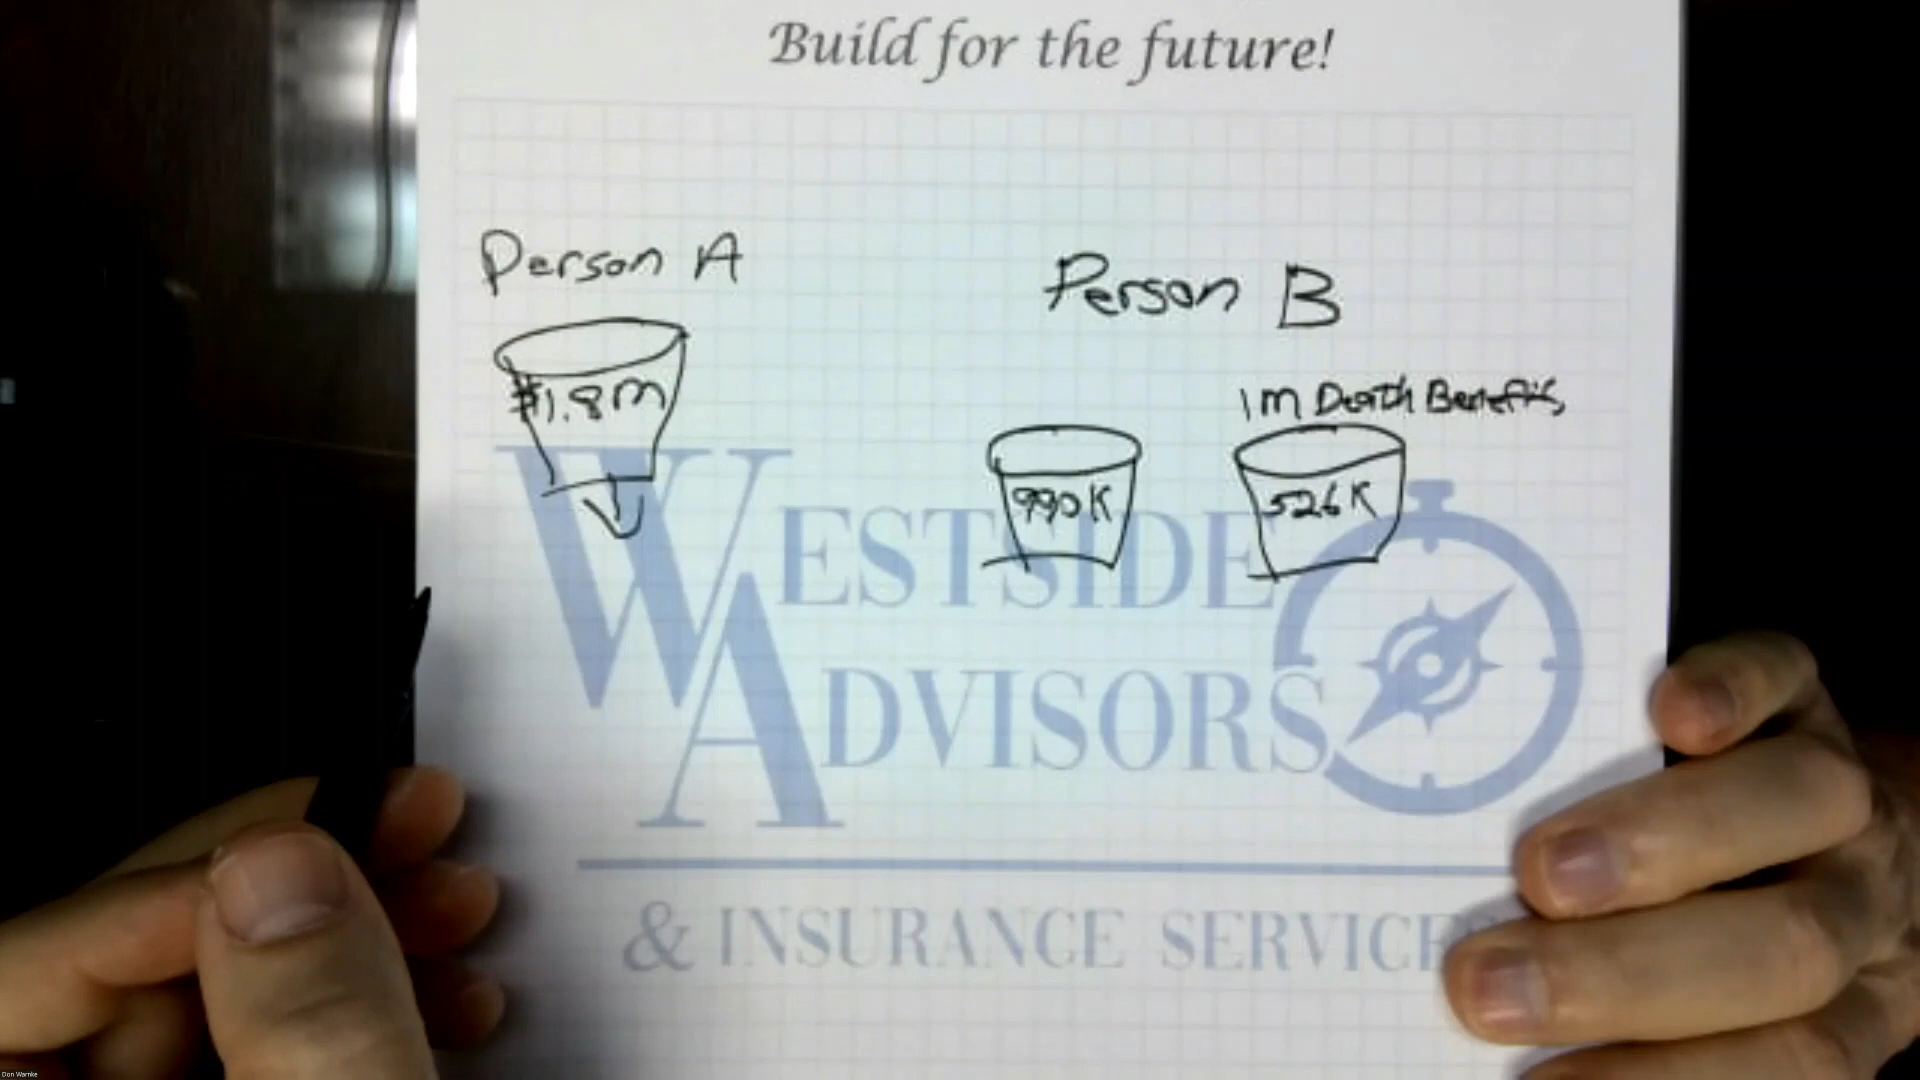 Build for the future!
Person A
Person B
$1.8M
1M Death Benefits
990K
526K
WESTSIDE
ADVISORS
& INSURANCE SERVICES
Don Warnke